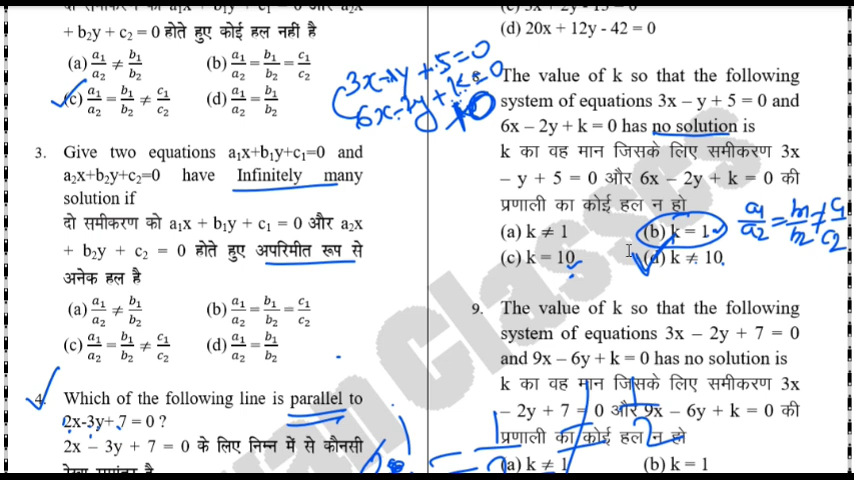 दो समीकरण को a₁x + b₁y + c₁ = 0 और a₂x
+ b₂y + c₂ = 0 होते हुए कोई हल नही है
(a) a₁/a₂ ≠ b₁/b₂ (b) a₁/a₂ = b₁/b₂ = c₁/c₂
(c) a₁/a₂ = b₁/b₂ ≠ c₁/c₂ (d) a₁/a₂ = b₁/b₂
3. Give two equations a₁x+b₁y+c₁=0 and
a₂x+b₂y+c₂=0 have Infinitely many
solution if
दो समीकरण को a₁x + b₁y + c₁ = 0 और a₂x
+ b₂y + c₂ = 0 होते हुए अपरिमीत रूप से
अनेक हल है
(a) a₁/a₂ ≠ b₁/b₂ (b) a₁/a₂ = b₁/b₂ = c₁/c₂
(c) a₁/a₂ = b₁/b₂ ≠ c₁/c₂ (d) a₁/a₂ = b₁/b₂
4. Which of the following line is parallel to
2x-3y+ 7 = 0 ?
2x – 3y + 7 = 0 के लिए निम्न में से कौनसी
(d) 20x + 12y - 42 = 0
3x-y+5=0
6x-2y+k=0
10
The value of k so that the following
system of equations 3x – y + 5 = 0 and
6x – 2y + k = 0 has no solution is
k का वह मान जिसके लिए समीकरण 3x
– y + 5 = 0 और 6x – 2y + k = 0 की
प्रणाली का कोई हल न हो
(a) k ≠ 1 (b) k = 1
(c) k = 10 (d) k ≠ 10
a₁/a₂ = b₁/b₂ ≠ c₁/c₂
9. The value of k so that the following
system of equations 3x – 2y + 7 = 0
and 9x – 6y + k = 0 has no solution is
k का वह मान जिसके लिए समीकरण 3x
– 2y + 7 = 0 और 9x – 6y + k = 0 की
प्रणाली का कोई हल न हो
(a) k ≠ 1 (b) k = 1